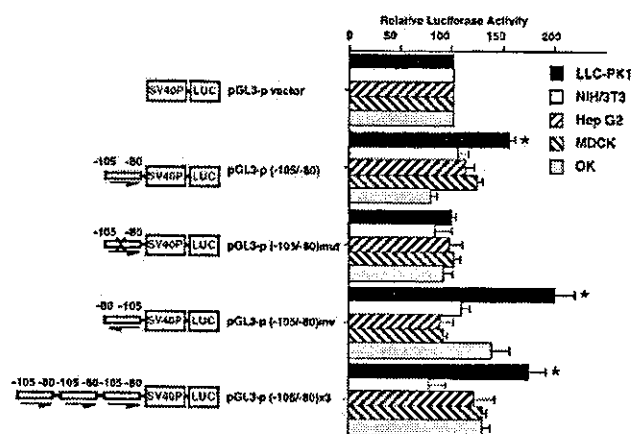 Relative Luciferase Activity
0 50 100 150 200
LLC-PK1
NIH/3T3
Hep G2
MDCK
OK
SV40P LUC pGL3-p vector
*
-105 -80
SV40P LUC pGL3-p (-105/-80)
-105 -80
X SV40P LUC pGL3-p (-105/-80)mut
*
-80 -105
SV40P LUC pGL3-p (-105/-80)inv
*
-105 -80 -105 -80 -105 -80
SV40P LUC pGL3-p (-105/-80)x3